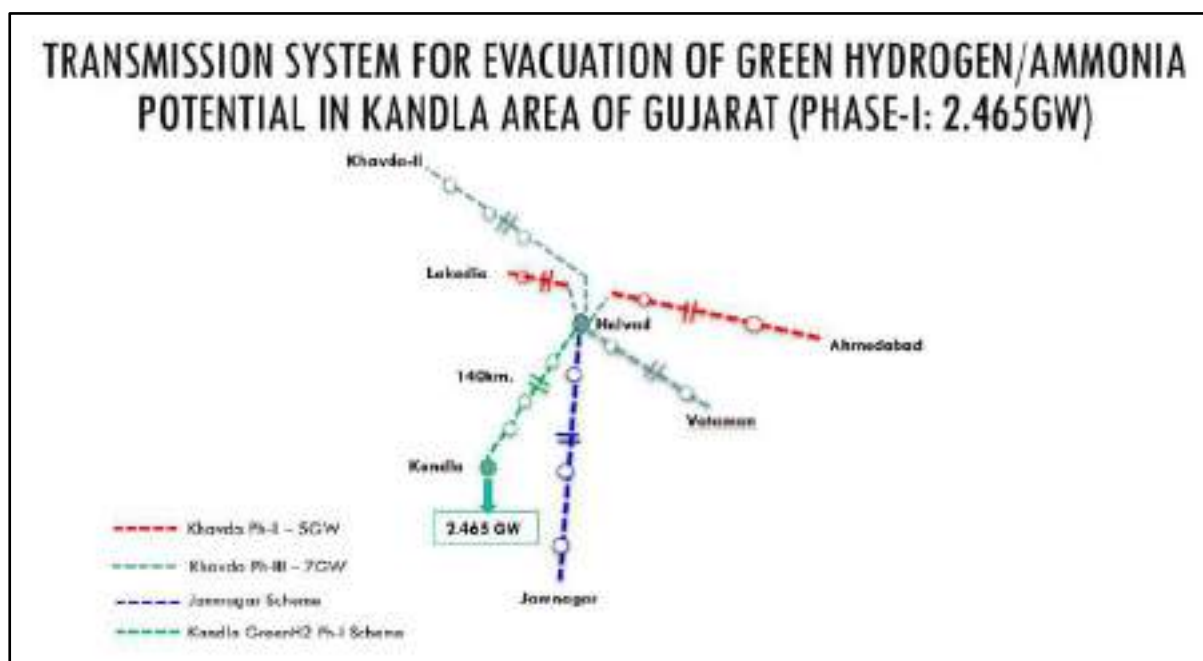 TRANSMISSION SYSTEM FOR EVACUATION OF GREEN HYDROGEN/AMMONIA
POTENTIAL IN KANDLA AREA OF GUJARAT (PHASE-I: 2.465GW)
Khavda-II
Lakadia
Halvad
Ahmedabad
140km.
Vataman
Kandla
2.465 GW
Jamnagar
Khavda Ph-II – 5GW
Khavda Ph-III – 7GW
Jamnagar Scheme
Kandla GreenH2 Ph-I Scheme